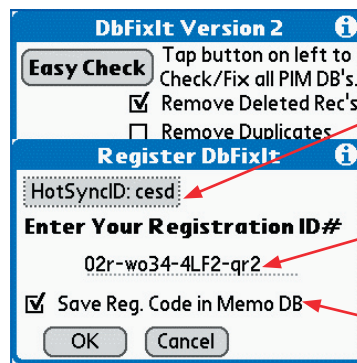 DbFixIt Version 2
Easy Check
Tap button on left to
Check/Fix all PIM DB's.
Remove Deleted Rec's
Remove Duplicates
Register DbFixIt
HotSyncID: cesd
Enter Your Registration ID#
02r-wo34-4LF2-qr2
Save Reg. Code in Memo DB
OK
Cancel